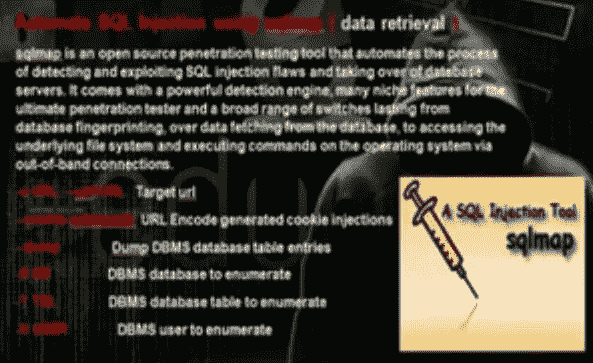 Automate SQL Injection using sqlmap ( data retrieval )
sqlmap is an open source penetration testing tool that automates the process
of detecting and exploiting SQL injection flaws and taking over of database
servers. It comes with a powerful detection engine, many niche features for the
ultimate penetration tester and a broad range of switches lasting from
database fingerprinting, over data fetching from the database, to accessing the
underlying file system and executing commands on the operating system via
out-of-band connections.
Target url
URL Encode generated cookie injections
Dump DBMS database table entries
DBMS database to enumerate
DBMS database table to enumerate
DBMS user to enumerate
A SQL Injection Tool
sqlmap